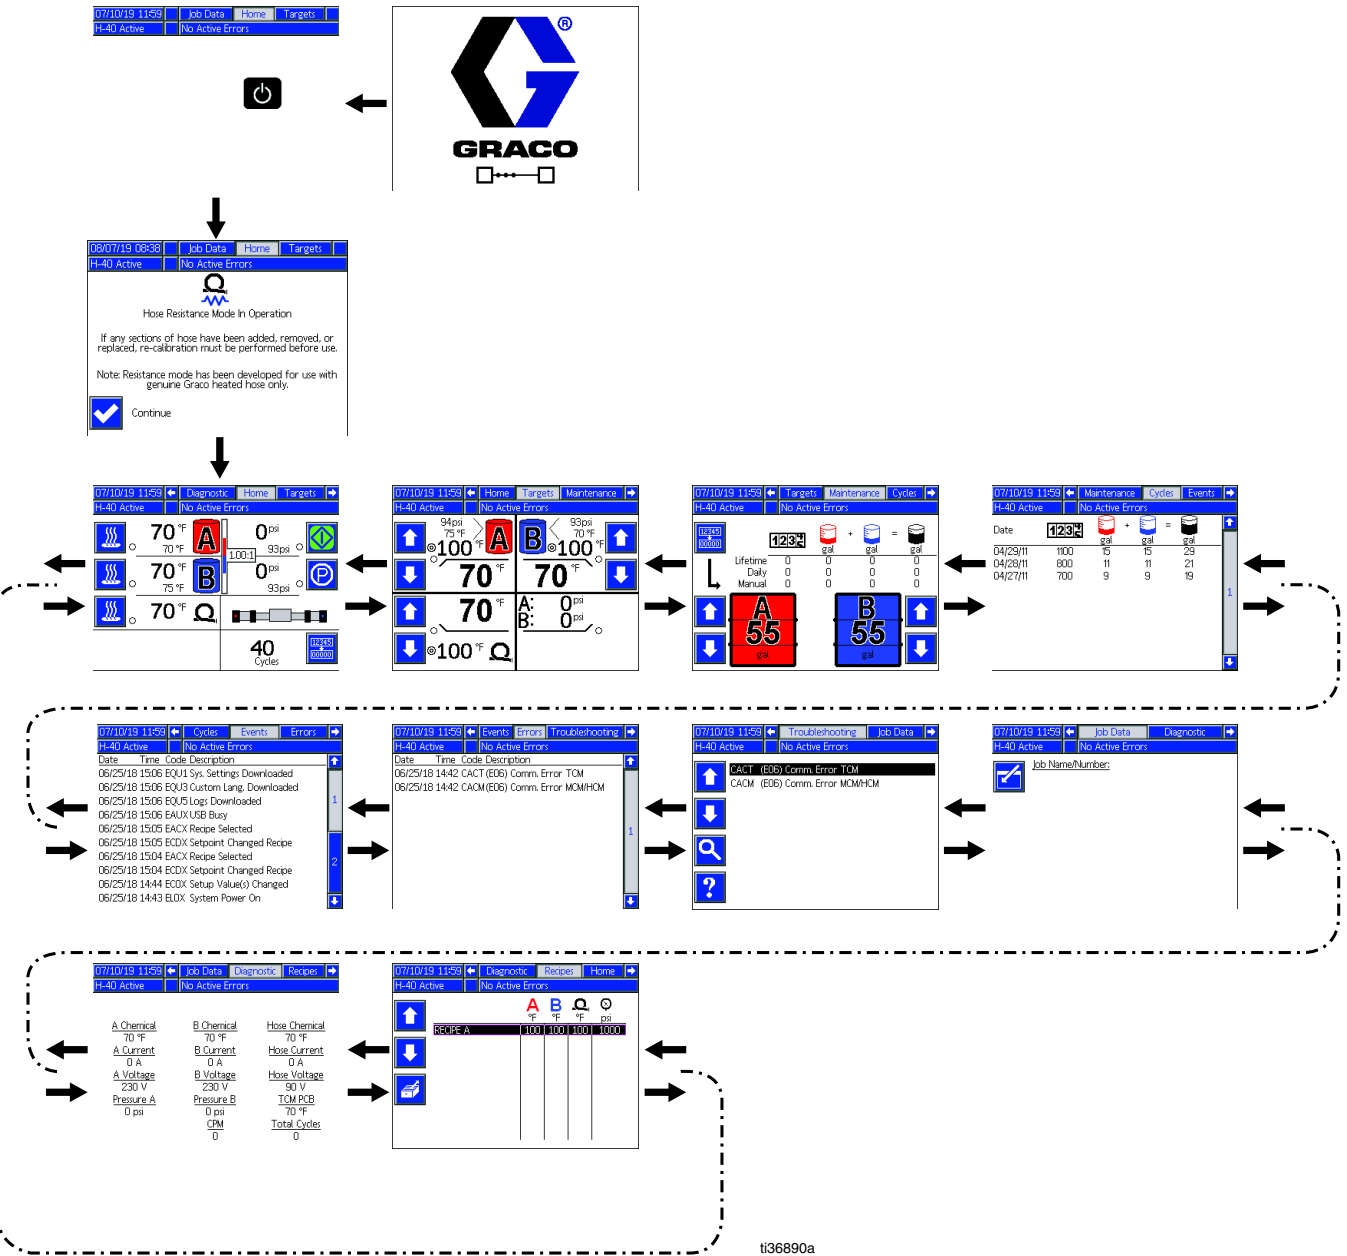 07/10/19 11:59 Job Data Home Targets
H-40 Active No Active Errors
®
GRACO
08/07/19 08:38 Job Data Home Targets
H-40 Active No Active Errors
Hose Resistance Mode In Operation
If any sections of hose have been added, removed, or
replaced, re-calibration must be performed before use.
Note: Resistance mode has been developed for use with
genuine Graco heated hose only.
Continue
07/10/19 11:59 Diagnostic Home Targets
H-40 Active No Active Errors
70 °F A 0 psi
70 °F 93psi
1.00:1
70 °F B 0 psi
75 °F 93psi
70 °F
40
Cycles
12345
00000
07/10/19 11:59 Home Targets Maintenance
H-40 Active No Active Errors
94psi 93psi
75 °F A B 70 °F
100 °F 100 °F
70 °F 70 °F
70 °F A: 0 psi
B: 0 psi
100 °F
07/10/19 11:59 Targets Maintenance Cycles
H-40 Active No Active Errors
12345
00000
1234 + =
gal gal gal
Lifetime 0 0 0 0
Daily 0 0 0 0
Manual 0 0 0 0
A B
55 55
gal gal
07/10/19 11:59 Maintenance Cycles Events
H-40 Active No Active Errors
Date 1234 + =
gal gal gal
04/29/11 1100 15 15 29
04/28/11 800 11 11 21
04/27/11 700 9 9 19
1
07/10/19 11:59 Cycles Events Errors
H-40 Active No Active Errors
Date Time Code Description
06/25/18 15:06 EQU1 Sys. Settings Downloaded
06/25/18 15:06 EQU3 Custom Lang. Downloaded
06/25/18 15:06 EQU5 Logs Downloaded
06/25/18 15:06 EAUX USB Busy
06/25/18 15:05 EACX Recipe Selected
06/25/18 15:05 ECDX Setpoint Changed Recipe
06/25/18 15:04 EACX Recipe Selected
06/25/18 15:04 ECDX Setpoint Changed Recipe
06/25/18 14:44 EC0X Setup Value(s) Changed
06/25/18 14:43 EL0X System Power On
1
2
07/10/19 11:59 Events Errors Troubleshooting
H-40 Active No Active Errors
Date Time Code Description
06/25/18 14:42 CACT (E06) Comm. Error TCM
06/25/18 14:42 CACM (E06) Comm. Error MCM/HCM
1
07/10/19 11:59 Troubleshooting Job Data
H-40 Active No Active Errors
CACT (E06) Comm. Error TCM
CACM (E06) Comm. Error MCM/HCM
?
07/10/19 11:59 Job Data Diagnostic
H-40 Active No Active Errors
Job Name/Number:
07/10/19 11:59 Job Data Diagnostic Recipes
H-40 Active No Active Errors
A Chemical B Chemical Hose Chemical
70 °F 70 °F 70 °F
A Current B Current Hose Current
0 A 0 A 0 A
A Voltage B Voltage Hose Voltage
230 V 230 V 90 V
Pressure A Pressure B TCM PCB
0 psi 0 psi 70 °F
CPM Total Cycles
0 0
07/10/19 11:59 Diagnostic Recipes Home
H-40 Active No Active Errors
A B
°F °F °F psi
RECIPE A 100 100 100 1000
ti36890a